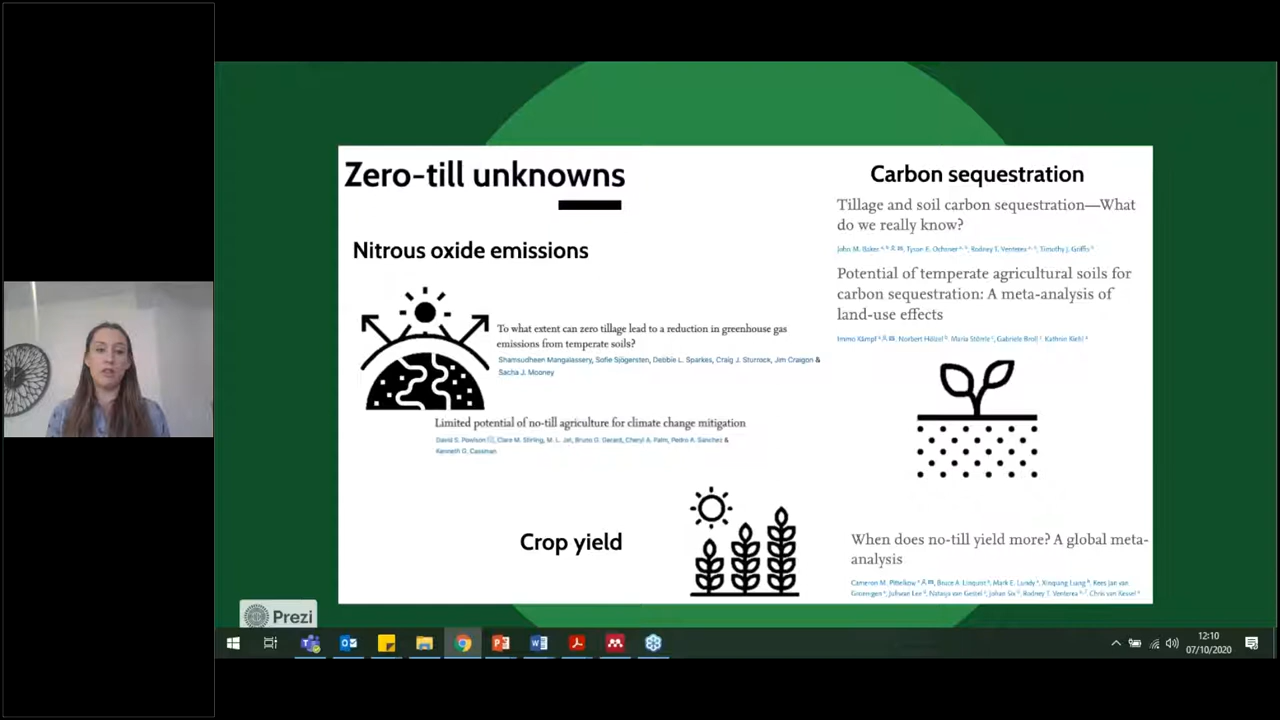 Zero-till unknowns
Nitrous oxide emissions
To what extent can zero tillage lead to a reduction in greenhouse gas
emissions from temperate soils?
Shamsudheen Mangalassery, Sofie Sjögersten, Debbie L. Sparkes, Craig J. Sturrock, Jim Craigon &
Sacha J. Mooney
Limited potential of no-till agriculture for climate change mitigation
David S. Powlson, Clare M. Stirling, M. L. Jat, Bruno G. Gerard, Cheryl A. Palm, Pedro A. Sanchez &
Kenneth G. Cassman
Crop yield
Carbon sequestration
Tillage and soil carbon sequestration—What
do we really know?
John M. Baker, Tyson E. Ochsner, Rodney T. Venterea, Timothy J. Griffis
Potential of temperate agricultural soils for
carbon sequestration: A meta-analysis of
land-use effects
Immo Kämpf, Norbert Hölzel, Maria Störrle, Gabriele Broll, Kathrin Kiehl
When does no-till yield more? A global meta-
analysis
Cameron M. Pittelkow, Bruce A. Linquist, Mark E. Lundy, Xinqiang Liang, Kees Jan van
Groenigen, Juhwan Lee, Natasja van Gestel, Johan Six, Rodney T. Venterea, Chris van Kessel
Prezi
12:10
07/10/2020